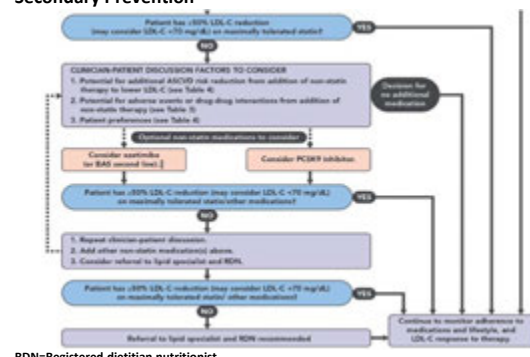 Secondary Prevention
Patient has ≥50% LDL-C reduction
(may consider LDL-C <70 mg/dL) on maximally tolerated statin?
YES
NO
CLINICIAN-PATIENT DISCUSSION FACTORS TO CONSIDER
1. Potential for additional ASCVD risk reduction from addition of non-statin
therapy to lower LDL-C (see Table 4)
2. Potential for adverse events or drug-drug interactions from addition of
non-statin therapy (see Table 3)
3. Patient preferences (see Table 4)
Decision for
no additional
medication
Optional non-statin medications to consider
Consider ezetimibe
(or BAS second line).
Consider PCSK9 inhibitor.
Patient has ≥50% LDL-C reduction (may consider LDL-C <70 mg/dL)
on maximally tolerated statin/other medications?
YES
NO
1. Repeat clinician-patient discussion.
2. Add other non-statin medication(s) above.
3. Consider referral to lipid specialist and RDN.
Patient has ≥50% LDL-C reduction (may consider LDL-C <70 mg/dL)
on maximally tolerated statin/ other medications?
YES
NO
Referral to lipid specialist and RDN recommended
Continue to monitor adherence to
medications and lifestyle, and
LDL-C response to therapy.
RDN=Registered dietitian nutritionist